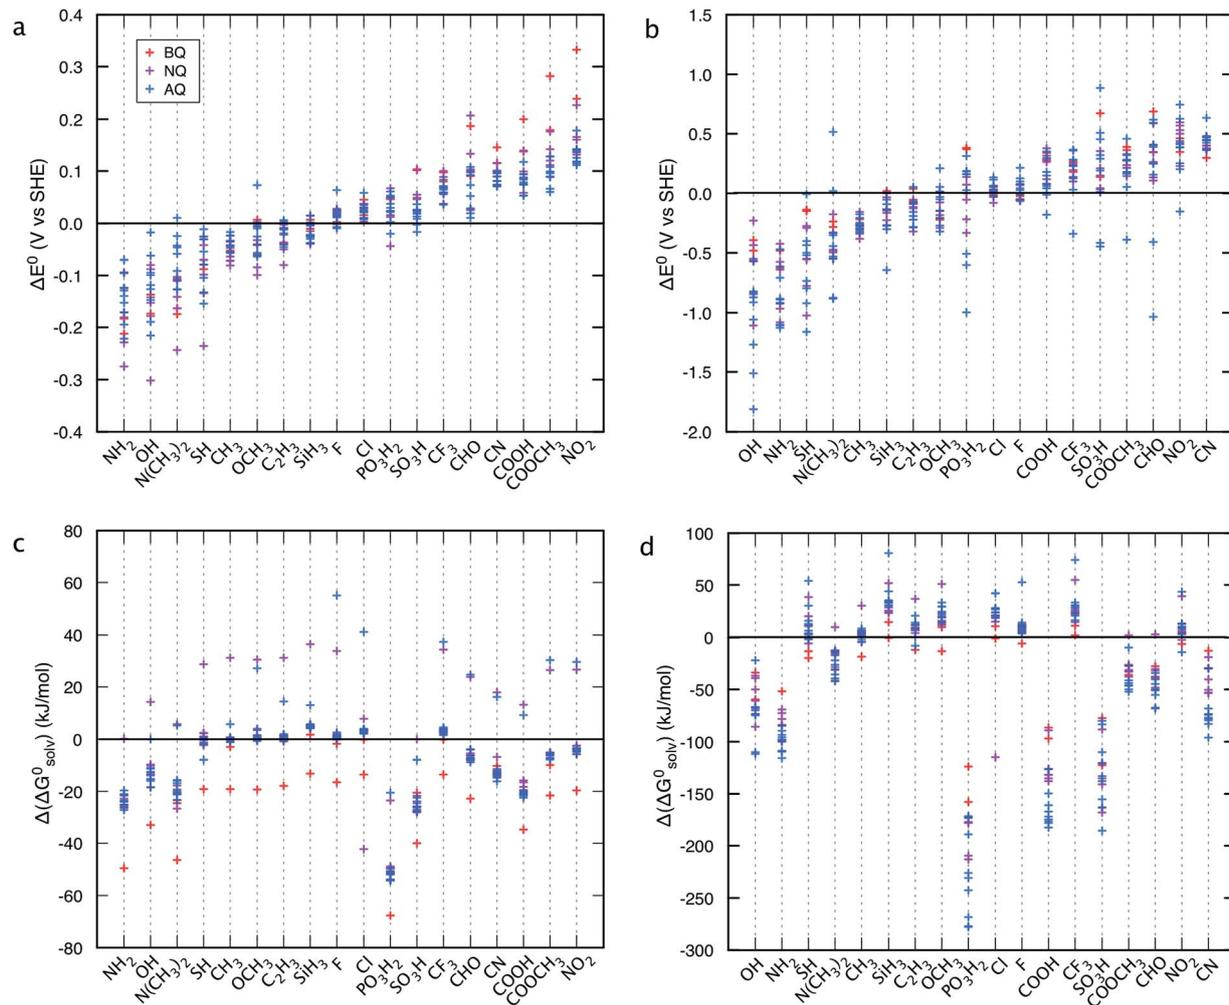 a
ΔE⁰ (V vs SHE)
0.4
0.3
0.2
0.1
0.0
-0.1
-0.2
-0.3
-0.4
BQ
NQ
AQ
NH₂
OH
N(CH₃)₂
SH
CH₃
OCH₃
C₂H₃
SiH₃
F
Cl
PO₃H₂
SO₃H
CF₃
CHO
CN
COOH
COOCH₃
NO₂
b
ΔE⁰ (V vs SHE)
1.5
1.0
0.5
0.0
-0.5
-1.0
-1.5
-2.0
OH
NH₂
SH
N(CH₃)₂
CH₃
SiH₃
C₂H₃
OCH₃
PO₃H₂
Cl
F
COOH
CF₃
SO₃H
COOCH₃
CHO
NO₂
CN
c
Δ(ΔG⁰solv) (kJ/mol)
80
60
40
20
0
-20
-40
-60
-80
NH₂
OH
N(CH₃)₂
SH
CH₃
OCH₃
C₂H₃
SiH₃
F
Cl
PO₃H₂
SO₃H
CF₃
CHO
CN
COOH
COOCH₃
NO₂
d
Δ(ΔG⁰solv) (kJ/mol)
100
50
0
-50
-100
-150
-200
-250
-300
OH
NH₂
SH
N(CH₃)₂
CH₃
SiH₃
C₂H₃
OCH₃
PO₃H₂
Cl
F
COOH
CF₃
SO₃H
COOCH₃
CHO
NO₂
CN